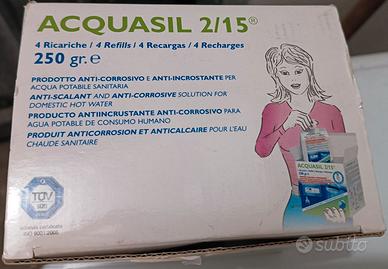 ACQUASIL 2/15®
4 Ricariche / 4 Refills / 4 Recargas / 4 Recharges
250 gr. e
PRODOTTO ANTI-CORROSIVO E ANTI-INCROSTANTE PER
ACQUA POTABILE SANITARIA
ANTI-SCALANT AND ANTI-CORROSIVE SOLUTION FOR
DOMESTIC HOT WATER
PRODUCTO ANTIINCRUSTANTE ANTI-CORROSIVO PARA
AGUA POTABLE DE CONSUMO HUMANO
PRODUIT ANTICORROSION ET ANTICALCAIRE POUR L'EAU
CHAUDE SANITAIRE
ACQUASIL 2/15
250 gr.
TÜV
ISO 9001:2008
subito